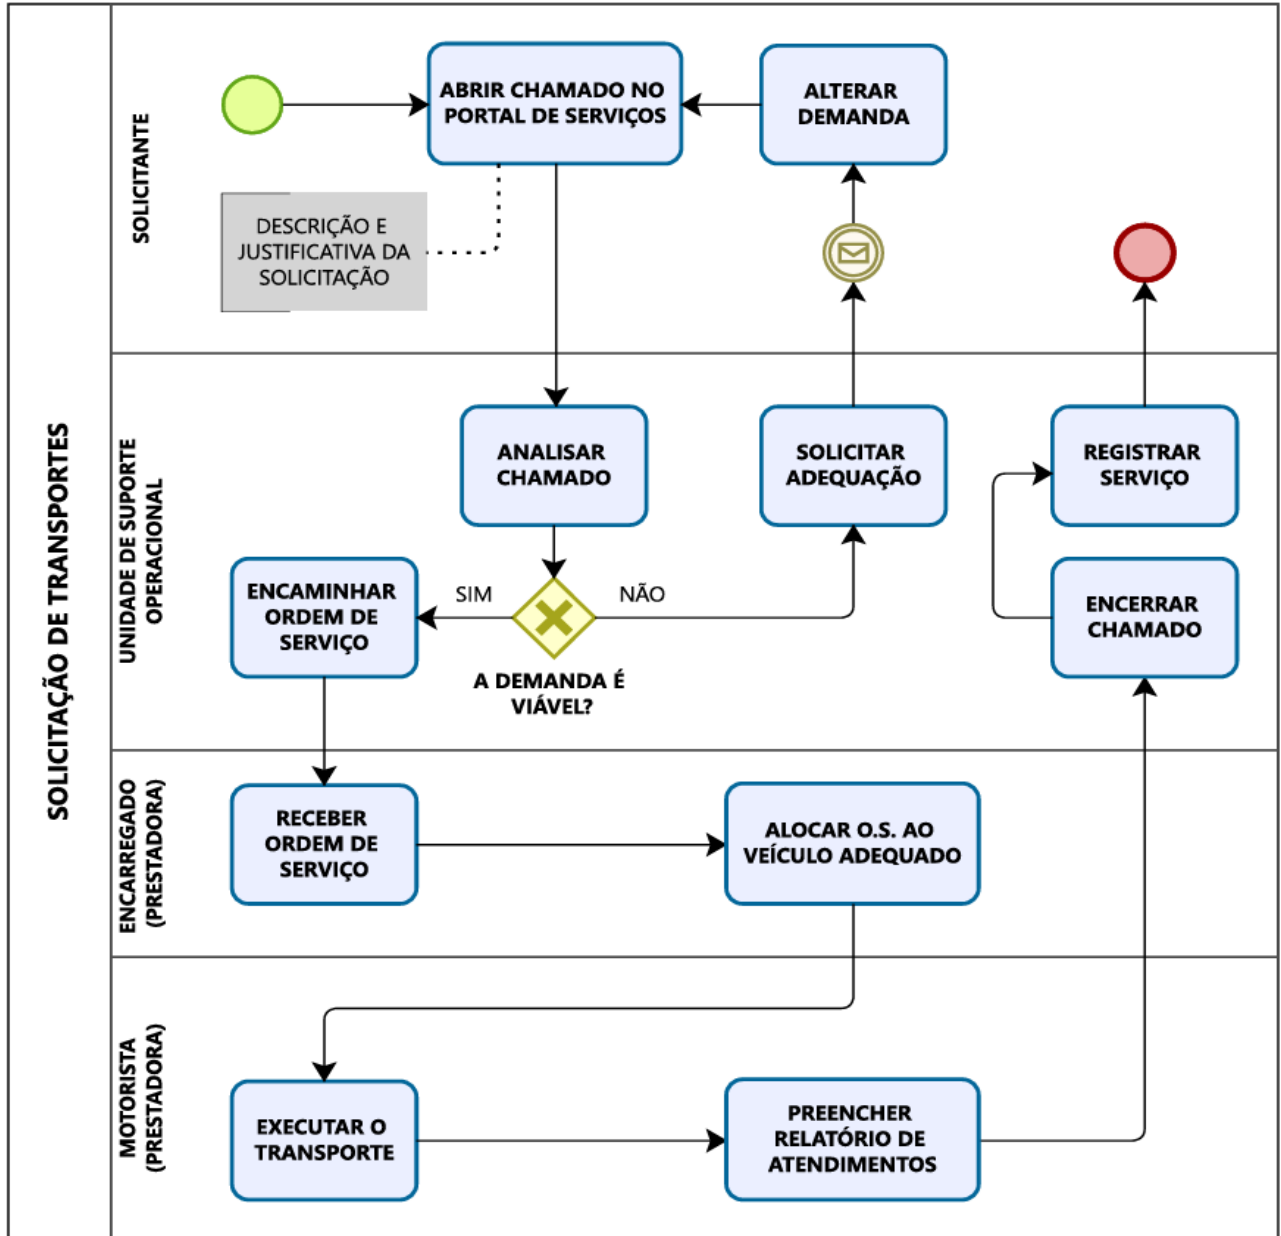 SOLICITAÇÃO DE TRANSPORTES
SOLICITANTE
ABRIR CHAMADO NO
PORTAL DE SERVIÇOS
ALTERAR
DEMANDA
DESCRIÇÃO E
JUSTIFICATIVA DA
SOLICITAÇÃO
UNIDADE DE SUPORTE
OPERACIONAL
ANALISAR
CHAMADO
SOLICITAR
ADEQUAÇÃO
REGISTRAR
SERVIÇO
ENCAMINHAR
ORDEM DE
SERVIÇO
SIM
NÃO
A DEMANDA É
VIÁVEL?
ENCERRAR
CHAMADO
ENCARREGADO
(PRESTADORA)
RECEBER
ORDEM DE
SERVIÇO
ALOCAR O.S. AO
VEÍCULO ADEQUADO
MOTORISTA
(PRESTADORA)
EXECUTAR O
TRANSPORTE
PREENCHER
RELATÓRIO DE
ATENDIMENTOS